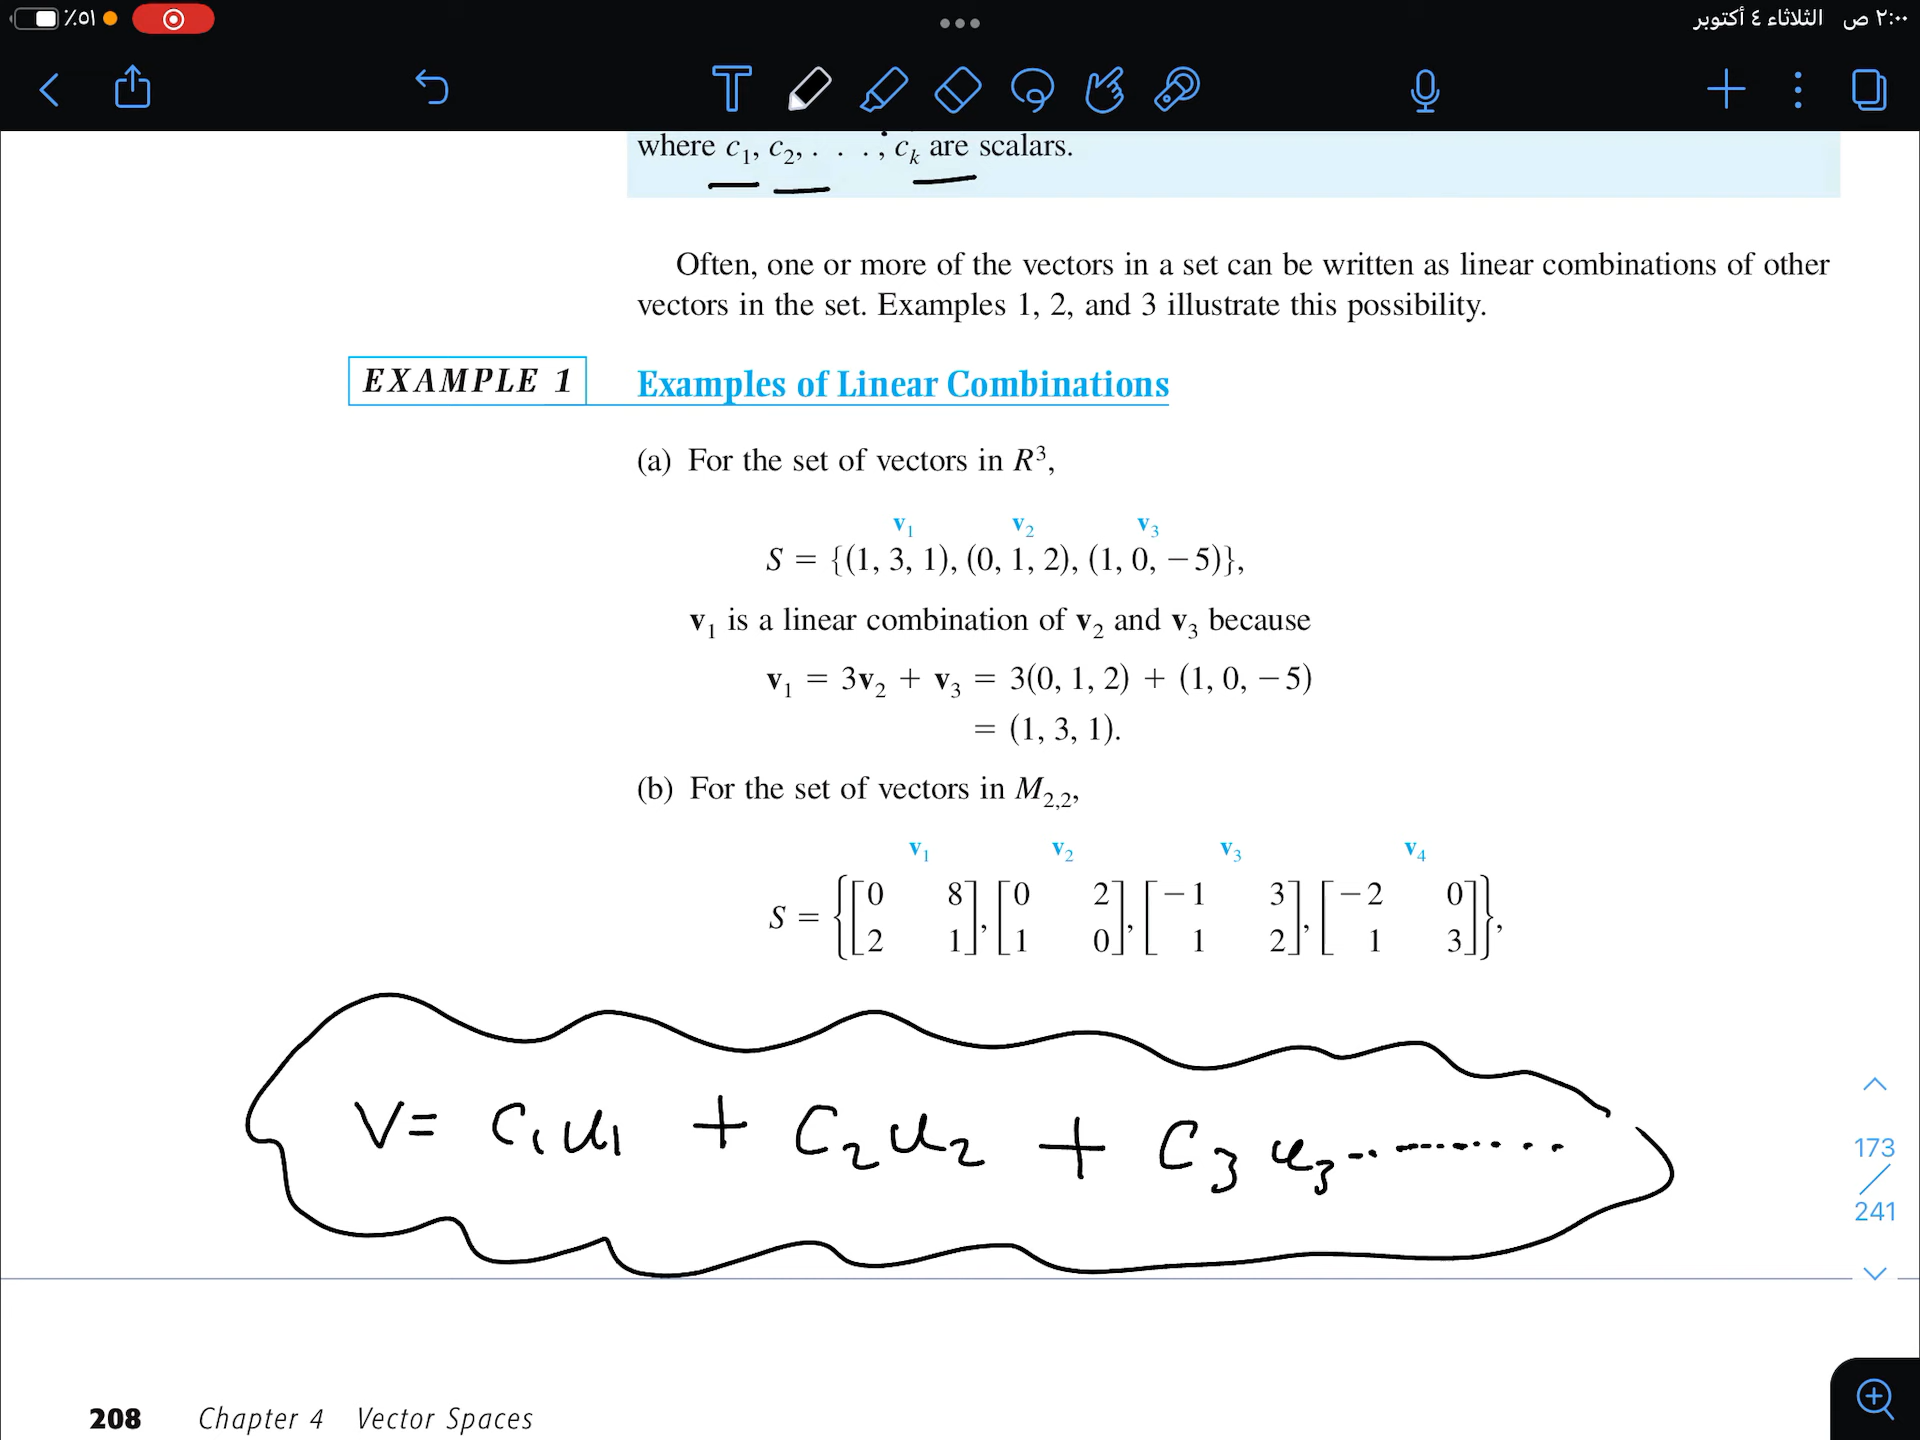 ٪٥١ ٢:٠٠ ص الثلاثاء ٤ أكتوبر
where c₁, c₂, . . . , cₖ are scalars.
Often, one or more of the vectors in a set can be written as linear combinations of other
vectors in the set. Examples 1, 2, and 3 illustrate this possibility.
EXAMPLE 1 Examples of Linear Combinations
(a) For the set of vectors in R³,
v₁ v₂ v₃
S = {(1, 3, 1), (0, 1, 2), (1, 0, −5)},
v₁ is a linear combination of v₂ and v₃ because
v₁ = 3v₂ + v₃ = 3(0, 1, 2) + (1, 0, −5)
= (1, 3, 1).
(b) For the set of vectors in M₂,₂,
v₁ v₂ v₃ v₄
S = {[0 8], [0 2], [−1 3], [−2 0]},
2 1 1 0 1 2 1 3
V= C₁u₁ + C₂u₂ + C₃u₃ ..........
173
241
208 Chapter 4 Vector Spaces